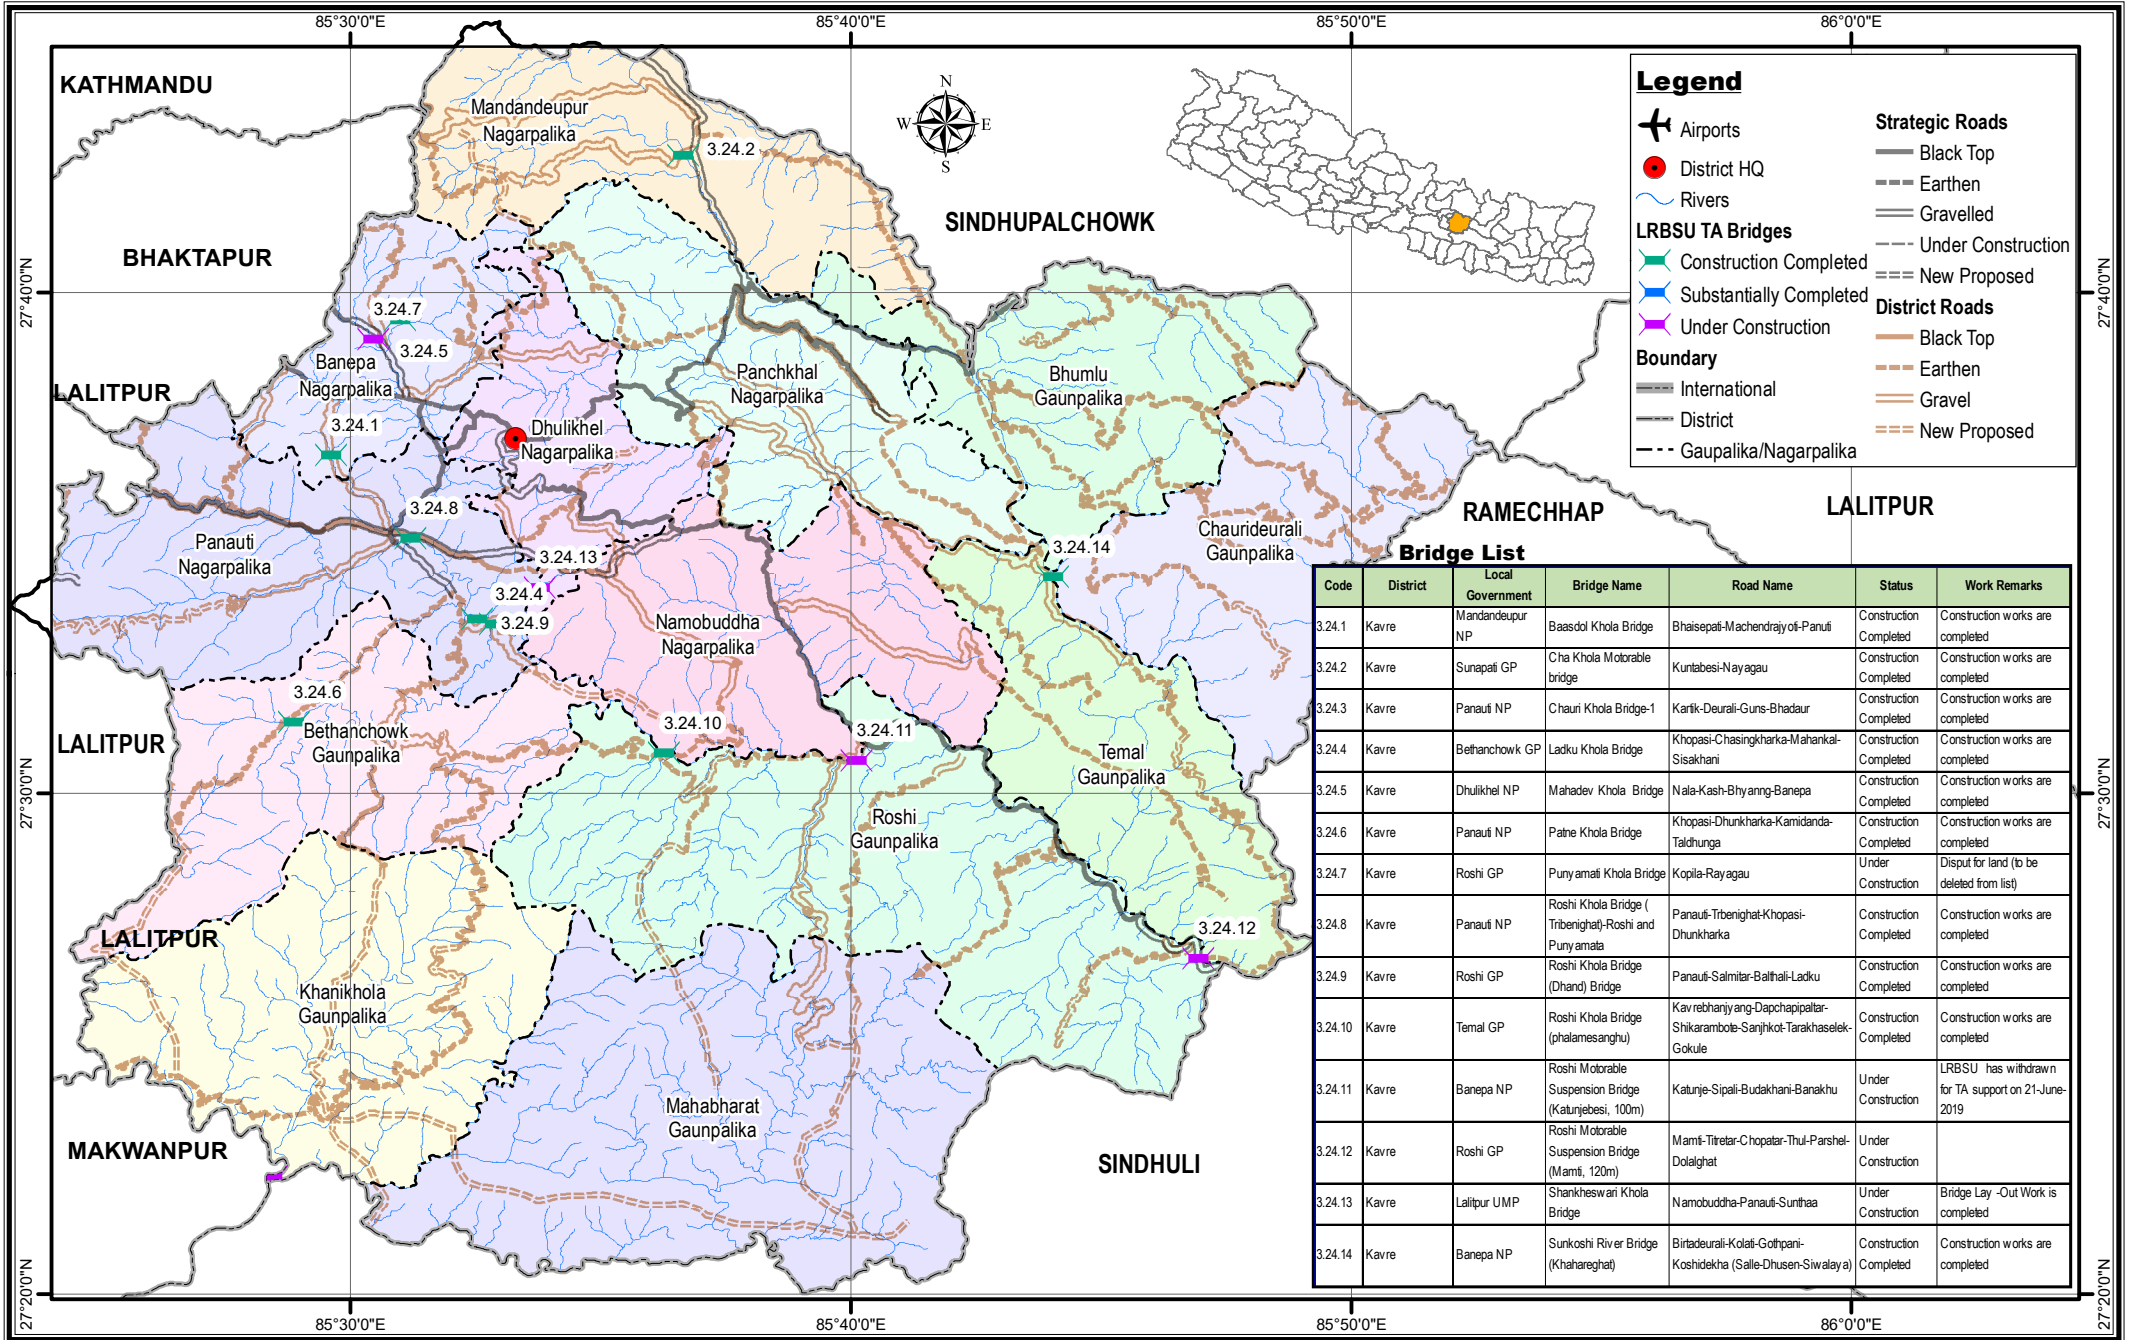 85°30'0"E
85°40'0"E
85°50'0"E
86°0'0"E
KATHMANDU
Mandandeupur
Nagarpalika
3.24.2
N
W
E
S
SINDHUPALCHOWK
BHAKTAPUR
27°40'0"N
27°40'0"N
Legend
Airports
District HQ
Rivers
LRBSU TA Bridges
Construction Completed
Substantially Completed
Under Construction
Boundary
International
District
Gaupalika/Nagarpalika
Strategic Roads
Black Top
Earthen
Gravelled
Under Construction
New Proposed
District Roads
Black Top
Earthen
Gravel
New Proposed
3.24.7
3.24.5
Banepa
Nagarpalika
LALITPUR
Panchkhal
Nagarpalika
Bhumlu
Gaunpalika
3.24.1
Dhulikhel
Nagarpalika
3.24.8
Panauti
Nagarpalika
Chaurideurali
Gaunpalika
RAMECHHAP
LALITPUR
3.24.13
3.24.14
3.24.4
3.24.9
Namobuddha
Nagarpalika
3.24.6
Bethanchowk
Gaunpalika
LALITPUR
3.24.10
3.24.11
Temal
Gaunpalika
27°30'0"N
27°30'0"N
Roshi
Gaunpalika
LALITPUR
3.24.12
Khanikhola
Gaunpalika
Mahabharat
Gaunpalika
MAKWANPUR
SINDHULI
27°20'0"N
27°20'0"N
Bridge List
Code District Local Government Bridge Name Road Name Status Work Remarks
3.24.1 Kavre Mandandeupur NP Baasdol Khola Bridge Bhaisepati-Machendrajyoti-Panuti Construction Completed Construction works are completed
3.24.2 Kavre Sunapati GP Cha Khola Motorable bridge Kuntabesi-Nayagau Construction Completed Construction works are completed
3.24.3 Kavre Panauti NP Chauri Khola Bridge-1 Kartik-Deurali-Guns-Bhadaur Construction Completed Construction works are completed
3.24.4 Kavre Bethanchowk GP Ladku Khola Bridge Khopasi-Chasingkharka-Mahankal-Sisakhani Construction Completed Construction works are completed
3.24.5 Kavre Dhulikhel NP Mahadev Khola Bridge Nala-Kash-Bhyanng-Banepa Construction Completed Construction works are completed
3.24.6 Kavre Panauti NP Patne Khola Bridge Khopasi-Dhunkharka-Kamidanda-Taldhunga Construction Completed Construction works are completed
3.24.7 Kavre Roshi GP Punyamati Khola Bridge Kopila-Rayagau Under Construction Disput for land (to be deleted from list)
3.24.8 Kavre Panauti NP Roshi Khola Bridge ( Tribenighat)-Roshi and Punyamata Panauti-Trbenighat-Khopasi-Dhunkharka Construction Completed Construction works are completed
3.24.9 Kavre Roshi GP Roshi Khola Bridge (Dhand) Bridge Panauti-Salmitar-Balthali-Ladku Construction Completed Construction works are completed
3.24.10 Kavre Temal GP Roshi Khola Bridge (phalamesanghu) Kavrebhanjyang-Dapchapipaltar-Shikarambote-Sanjhkot-Tarakhaselek-Gokule Construction Completed Construction works are completed
3.24.11 Kavre Banepa NP Roshi Motorable Suspension Bridge (Katunjebesi, 100m) Katunje-Sipali-Budakhani-Banakhu Under Construction LRBSU has withdrawn for TA support on 21-June-2019
3.24.12 Kavre Roshi GP Roshi Motorable Suspension Bridge (Mamti, 120m) Mamti-Titretar-Chopatar-Thul-Parshel-Dolalghat Under Construction
3.24.13 Kavre Lalitpur UMP Shankheswari Khola Bridge Namobuddha-Panauti-Sunthaa Under Construction Bridge Lay -Out Work is completed
3.24.14 Kavre Banepa NP Sunkoshi River Bridge (Khahareghat) Birtadeurali-Kolati-Gothpani-Koshidekha (Salle-Dhusen-Siwalaya) Construction Completed Construction works are completed
85°30'0"E
85°40'0"E
85°50'0"E
86°0'0"E